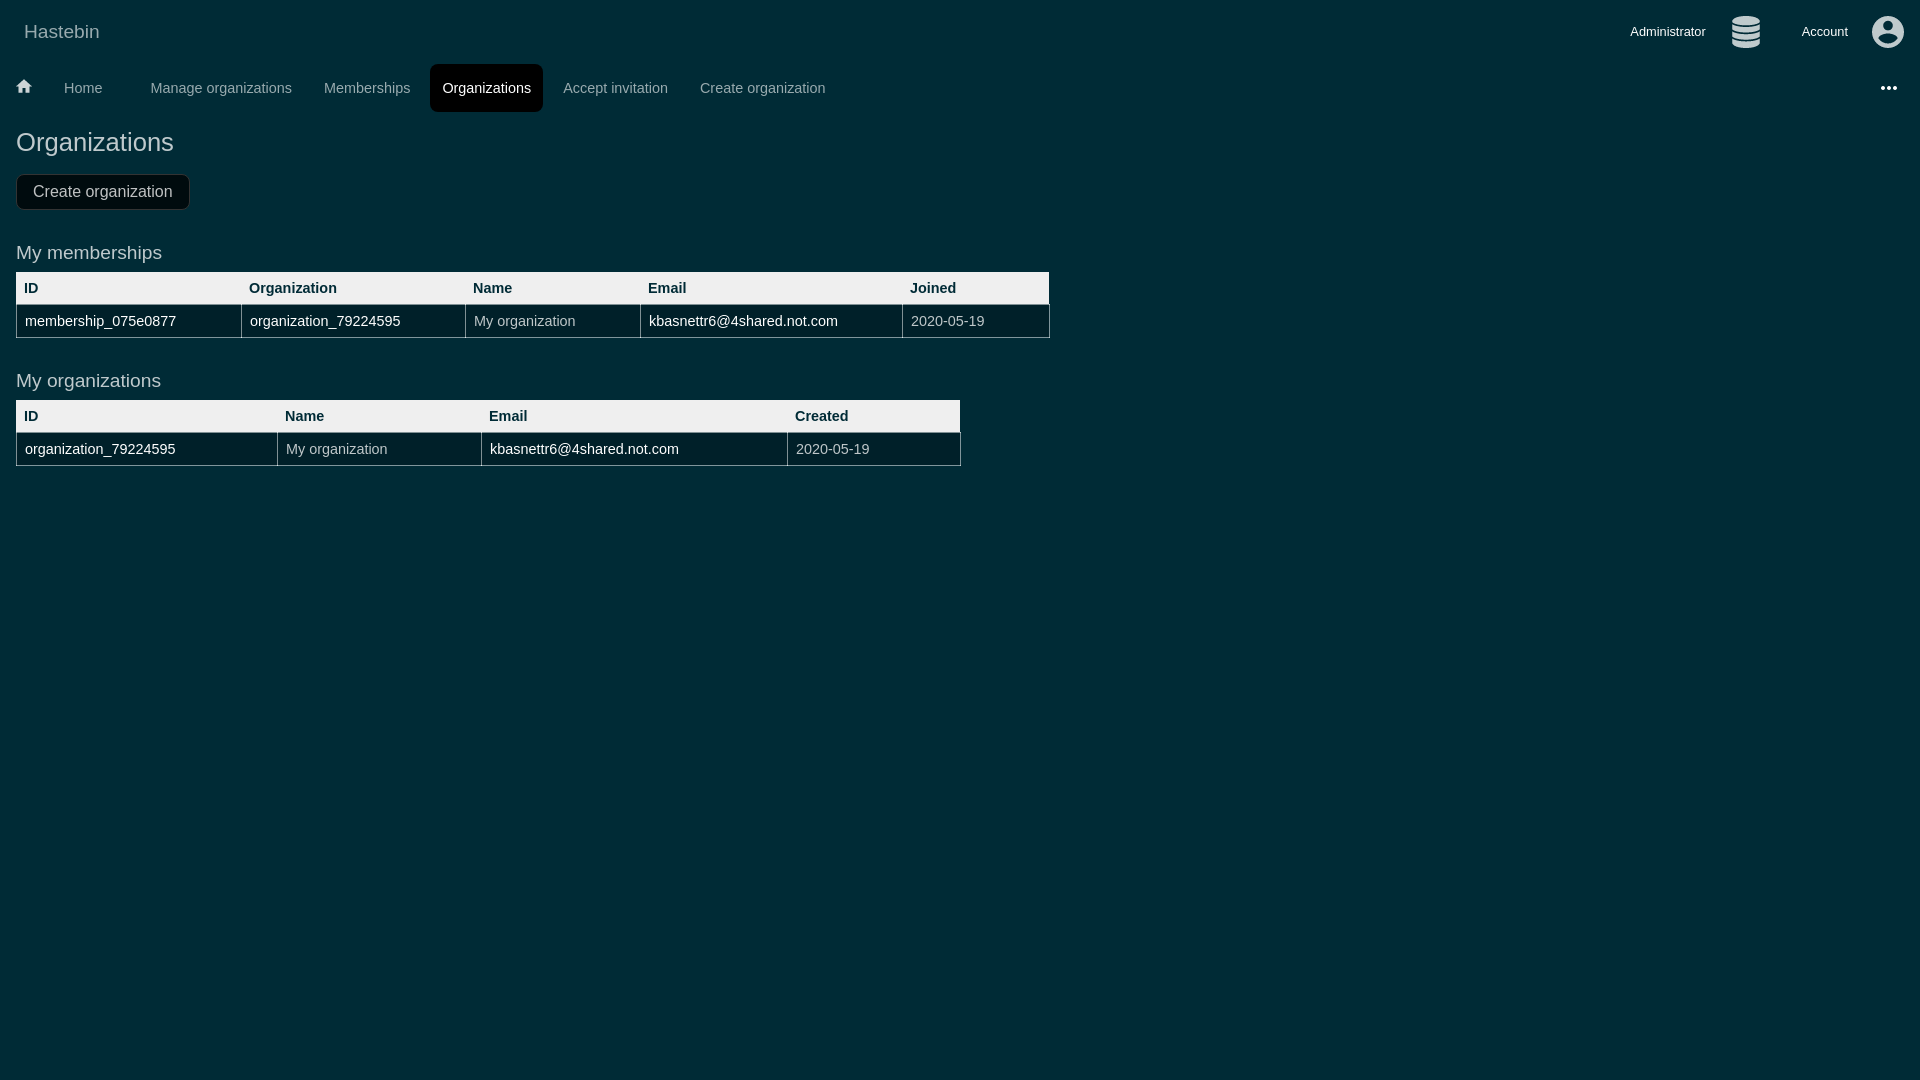 Hastebin
Administrator
Account
Home
Manage organizations
Memberships
Organizations
Accept invitation
Create organization
Organizations
Create organization
My memberships
ID Organization Name Email Joined
membership_075e0877 organization_79224595 My organization kbasnettr6@4shared.not.com 2020-05-19
My organizations
ID Name Email Created
organization_79224595 My organization kbasnettr6@4shared.not.com 2020-05-19